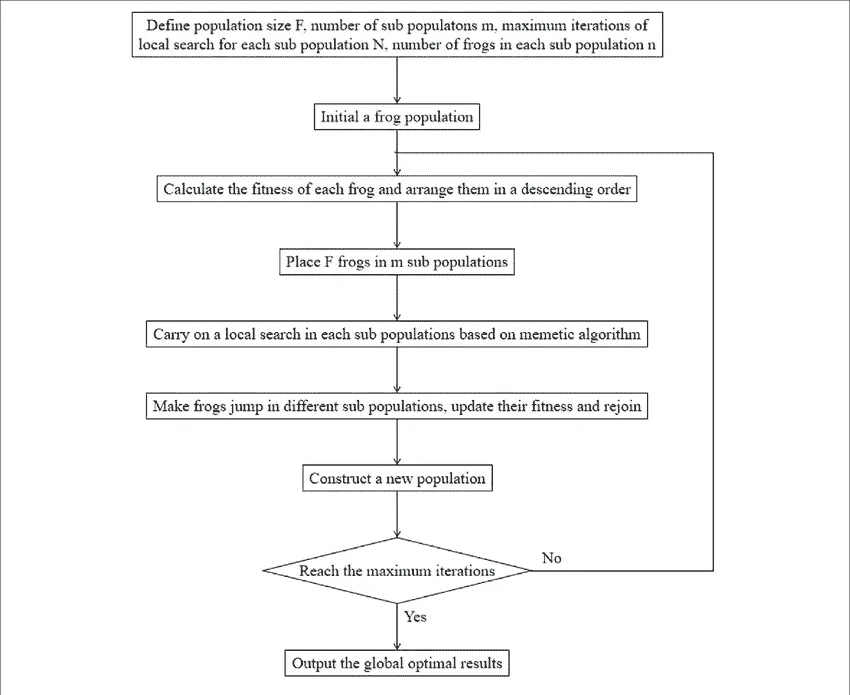 Define population size F, number of sub populatons m, maximum iterations of
local search for each sub population N, number of frogs in each sub population n
Initial a frog population
Calculate the fitness of each frog and arrange them in a descending order
Place F frogs in m sub populations
Carry on a local search in each sub populations based on memetic algorithm
Make frogs jump in different sub populations, update their fitness and rejoin
Construct a new population
Reach the maximum iterations
No
Yes
Output the global optimal results